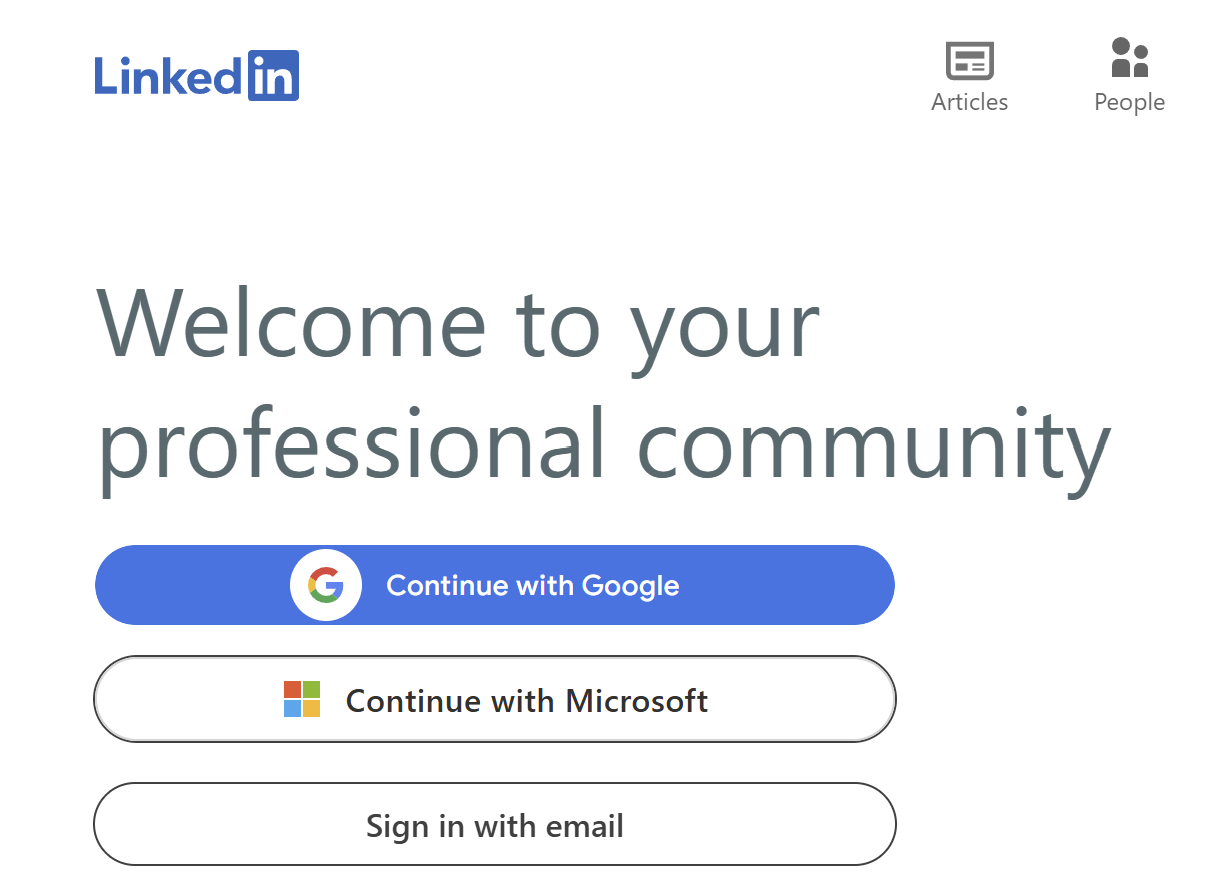 LinkedIn
Articles
People
Welcome to your
professional community
Continue with Google
Continue with Microsoft
Sign in with email